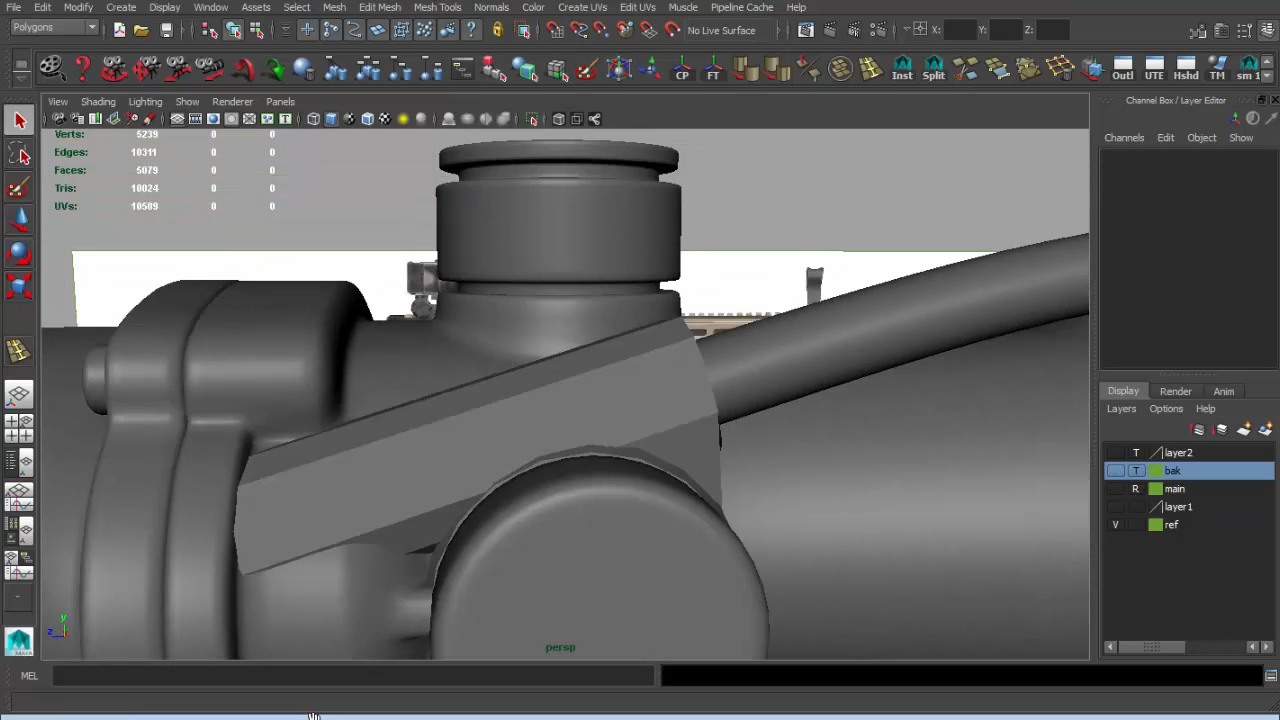 File Edit Modify Create Display Window Assets Select Mesh Edit Mesh Mesh Tools Normals Color Create UVs Edit UVs Muscle Pipeline Cache Help
Polygons
No Live Surface
X:
Y:
Z:
CP FT Inst Split Outl UTE Hshd TM sm 1
View Shading Lighting Show Renderer Panels
Channel Box / Layer Editor
Channels Edit Object Show
Verts: 5239 0 0
Edges: 10311 0 0
Faces: 5079 0 0
Tris: 10024 0 0
UVs: 10509 0 0
Display Render Anim
Layers Options Help
T layer2
T bak
R main
layer1
V ref
y
z
persp
MAYA
MEL